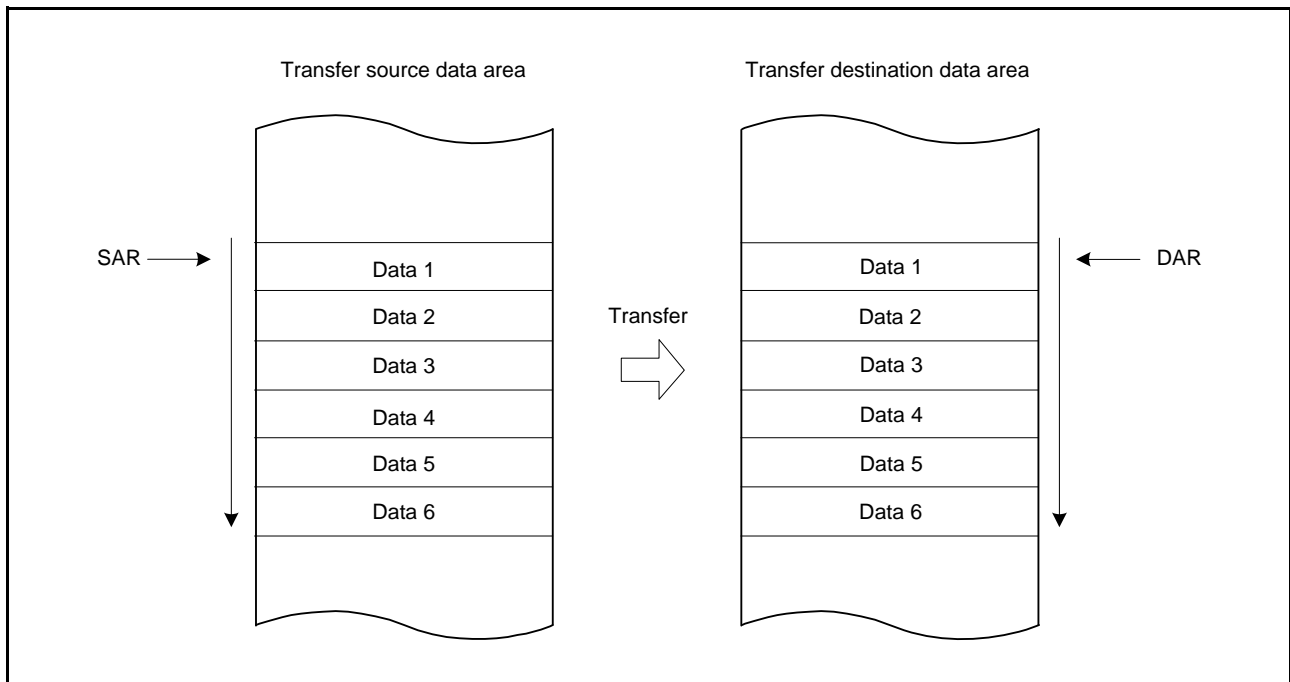 Transfer source data area
Transfer destination data area
SAR
Data 1
Data 2
Data 3
Data 4
Data 5
Data 6
Transfer
Data 1
Data 2
Data 3
Data 4
Data 5
Data 6
DAR